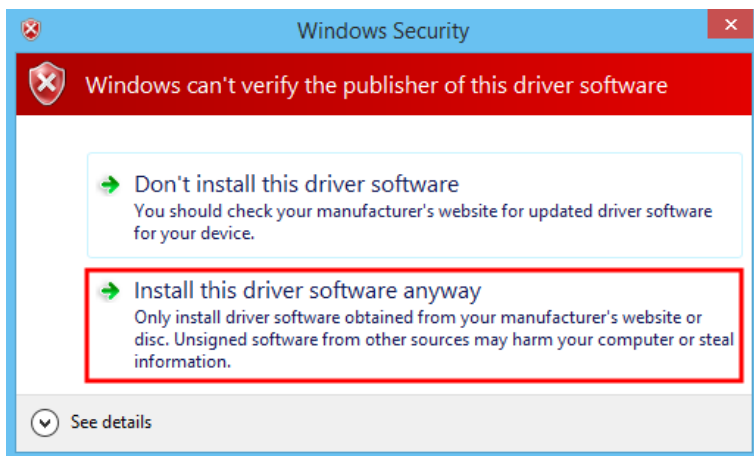 Windows Security
Windows can't verify the publisher of this driver software
Don't install this driver software
You should check your manufacturer's website for updated driver software
for your device.
Install this driver software anyway
Only install driver software obtained from your manufacturer's website or
disc. Unsigned software from other sources may harm your computer or steal
information.
See details